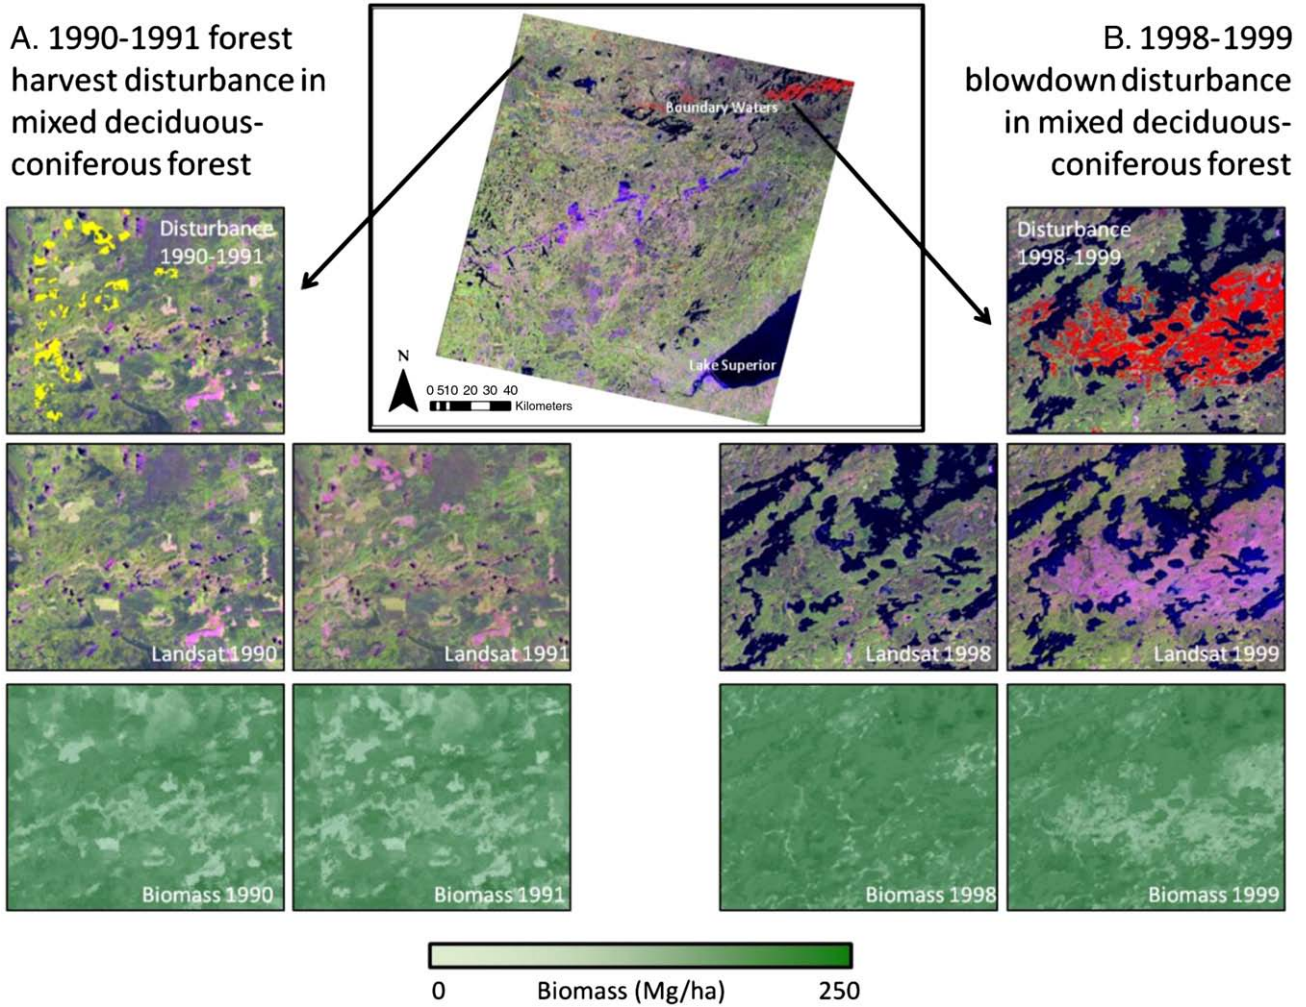 A. 1990-1991 forest
harvest disturbance in
mixed deciduous-
coniferous forest
B. 1998-1999
blowdown disturbance
in mixed deciduous-
coniferous forest
Boundary Waters
Lake Superior
N
0 5 10 20 30 40
Kilometers
Disturbance
1990-1991
Disturbance
1998-1999
Landsat 1990
Landsat 1991
Landsat 1998
Landsat 1999
Biomass 1990
Biomass 1991
Biomass 1998
Biomass 1999
0 Biomass (Mg/ha) 250